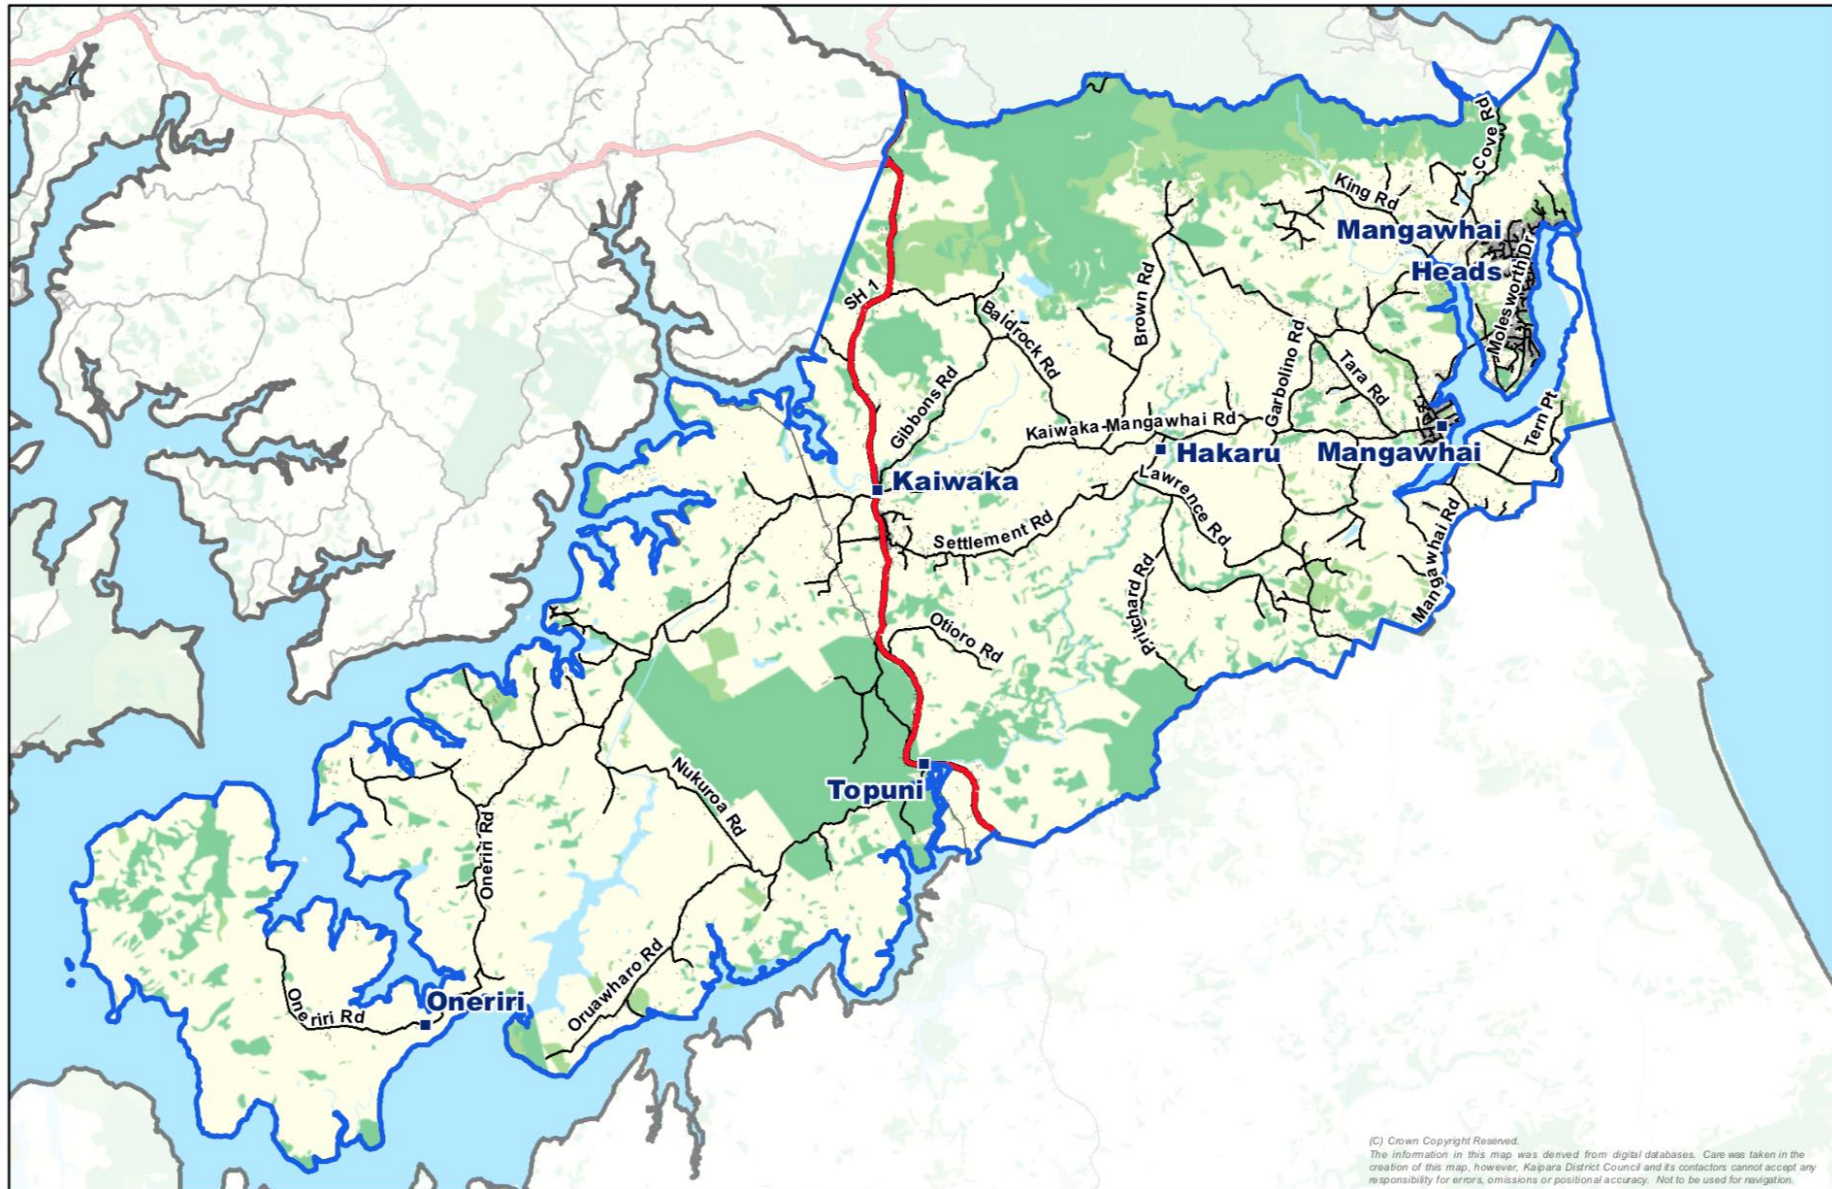 Cove Rd
King Rd
Mangawhai
Heads
Molesworth Dr
Brown Rd
SH 1
Baldrock Rd
Garbolino Rd
Tara Rd
Gibbons Rd
Tern Pt
Kaiwaka-Mangawhai Rd
Hakaru
Mangawhai
Kaiwaka
Lawrence Rd
Settlement Rd
Mangawhai Rd
Pritchard Rd
Otioro Rd
Topuni
Nukuroa Rd
Oneriri Rd
Oruawharo Rd
Oneriri
Oneriri Rd
(C) Crown Copyright Reserved.
The information in this map was derived from digital databases. Care was taken in the
creation of this map, however, Kaipara District Council and its contactors cannot accept any
responsibility for errors, omissions or positional accuracy. Not to be used for navigation.